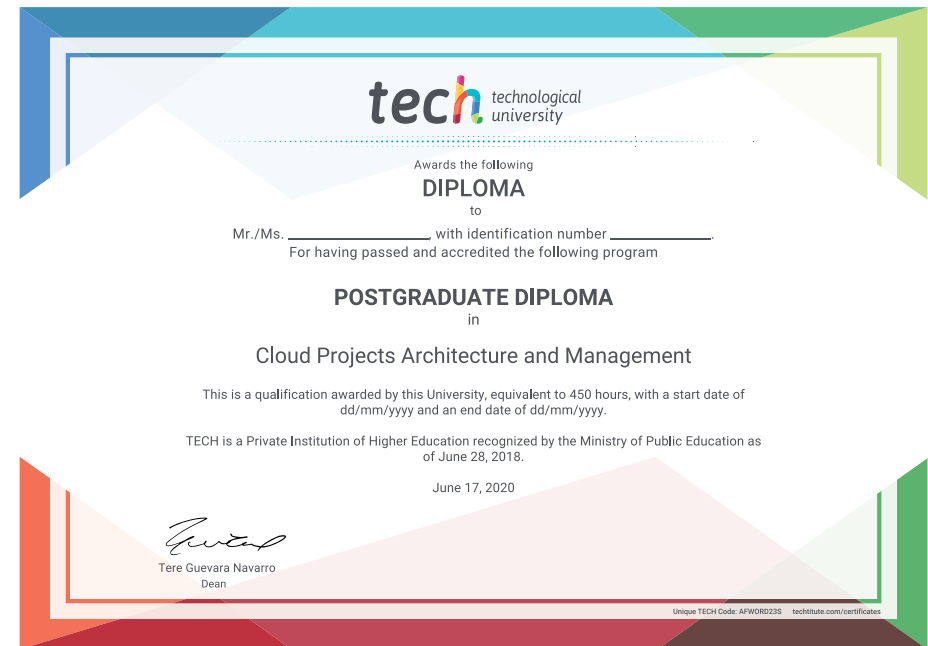 tech technological
university
Awards the following
DIPLOMA
to
Mr./Ms. ________________, with identification number ____________.
For having passed and accredited the following program
POSTGRADUATE DIPLOMA
in
Cloud Projects Architecture and Management
This is a qualification awarded by this University, equivalent to 450 hours, with a start date of
dd/mm/yyyy and an end date of dd/mm/yyyy.
TECH is a Private Institution of Higher Education recognized by the Ministry of Public Education as
of June 28, 2018.
June 17, 2020
Tere Guevara Navarro
Dean
Unique TECH Code: AFWORD23S techtitute.com/certificates